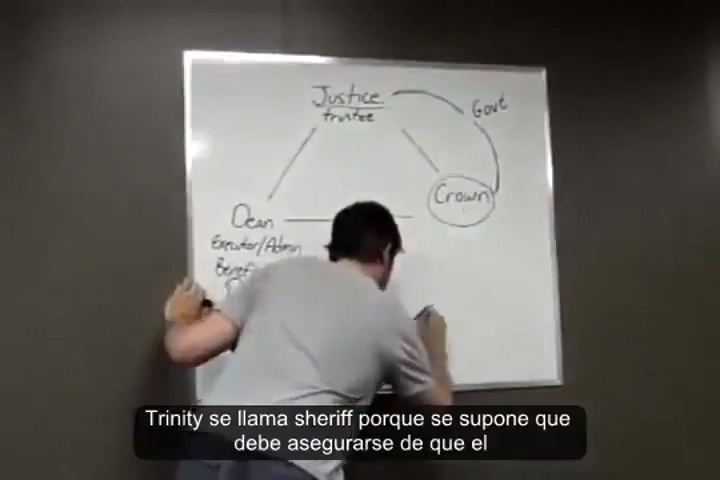 Justice
trustee
Govt
Crown
Dean
Executor/Admin
Trinity se llama sheriff porque se supone que
debe asegurarse de que el